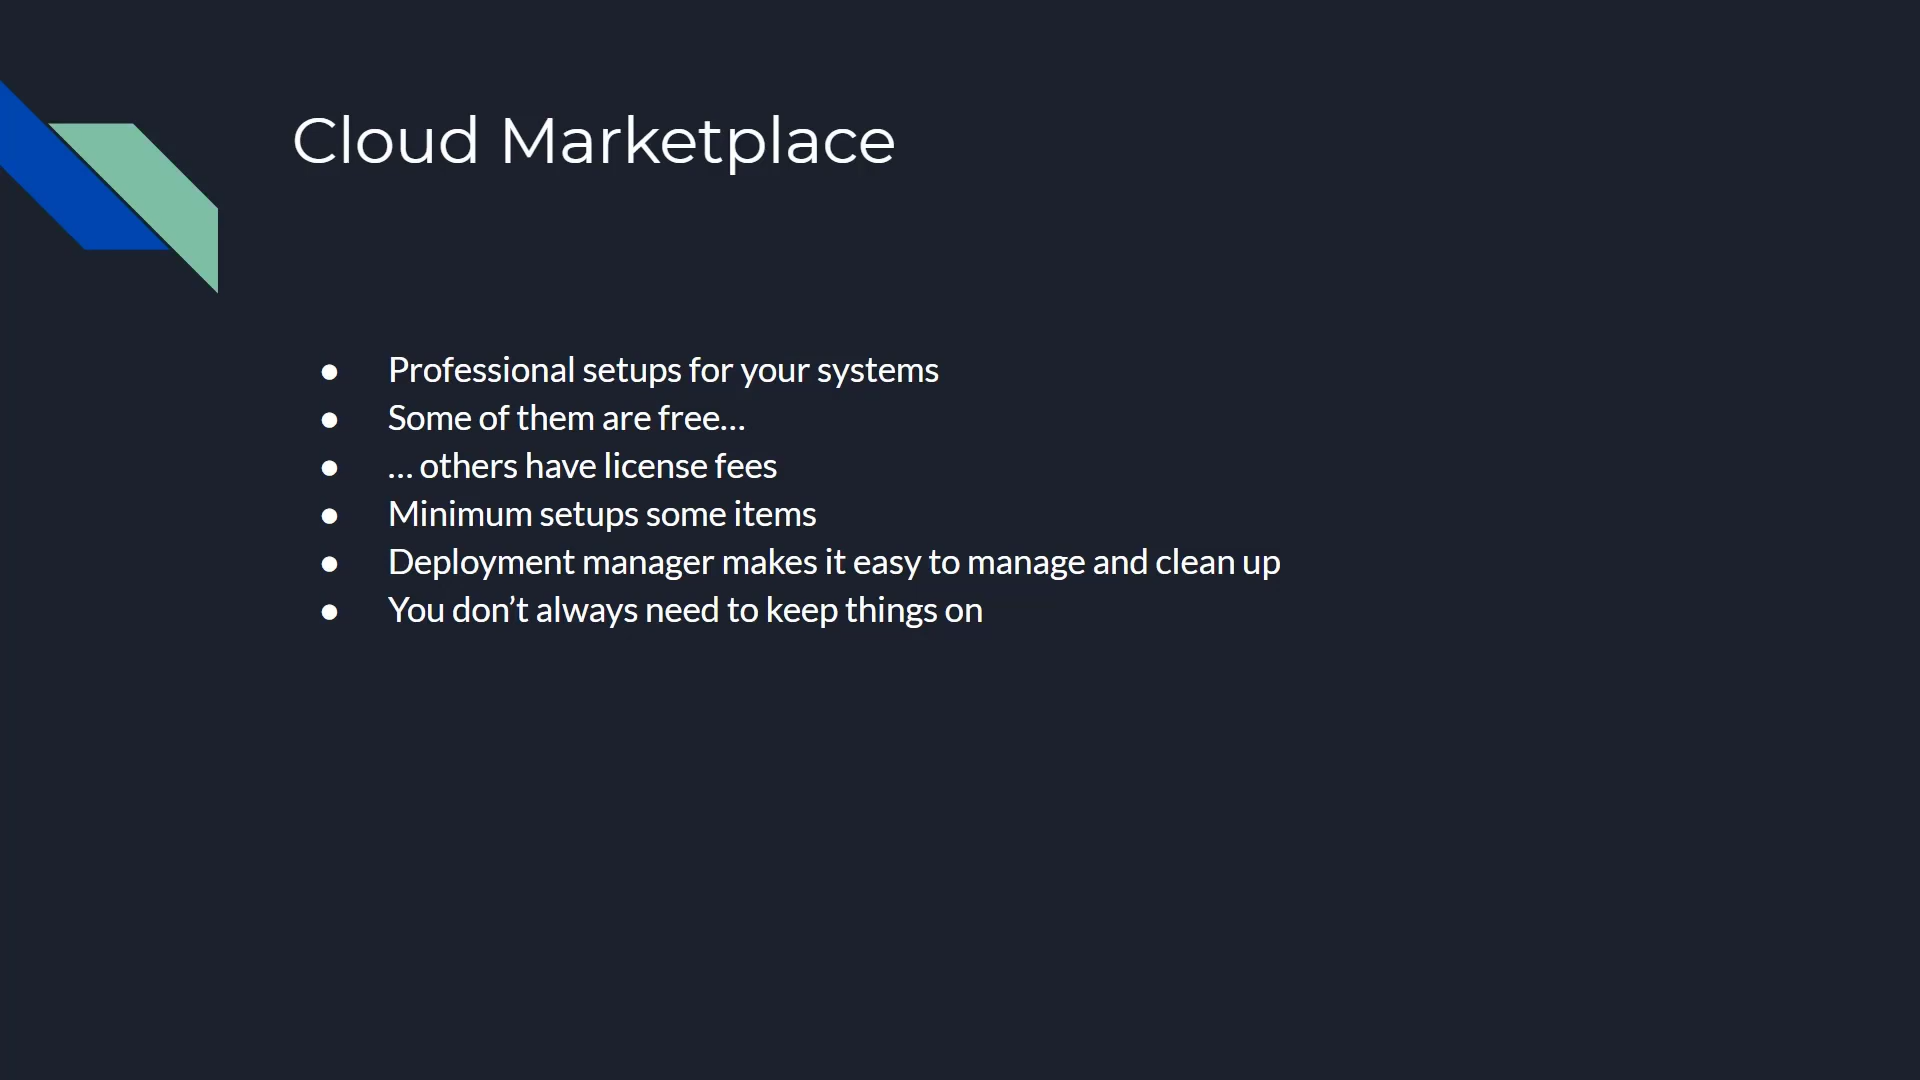 Cloud Marketplace
● Professional setups for your systems
● Some of them are free…
● … others have license fees
● Minimum setups some items
● Deployment manager makes it easy to manage and clean up
● You don’t always need to keep things on